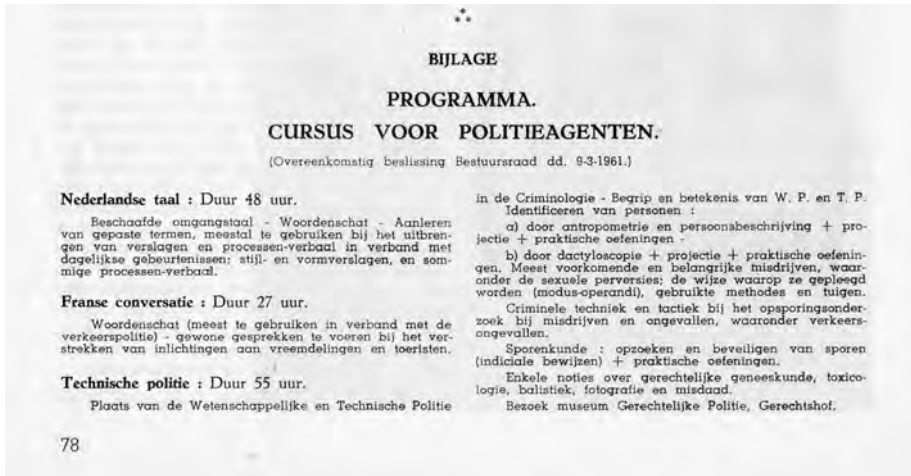 BIJLAGE
PROGRAMMA.
CURSUS VOOR POLITIEAGENTEN.
(Overeenkomstig beslissing Bestuursraad dd. 9-3-1961.)
Nederlandse taal : Duur 48 uur.
Beschaafde omgangstaal - Woordenschat - Aanleren
van gepaste termen, meestal te gebruiken bij het uitbren-
gen van verslagen en processen-verbaal in verband met
dagelijkse gebeurtenissen; stijl- en vormverslagen, en som-
mige processen-verbaal.
Franse conversatie : Duur 27 uur.
Woordenschat (meest te gebruiken in verband met de
verkeerspolitie) - gewone gesprekken te voeren bij het ver-
strekken van inlichtingen aan vreemdelingen en toeristen.
Technische politie : Duur 55 uur.
Plaats van de Wetenschappelijke en Technische Politie
in de Criminologie - Begrip en betekenis van W. P. en T. P.
Identificeren van personen :
a) door antropometrie en persoonsbeschrijving + pro-
jectie + praktische oefeningen -
b) door dactyloscopie + projectie + praktische oefenin-
gen. Meest voorkomende en belangrijke misdrijven, waar-
onder de sexuele perversies; de wijze waarop ze gepleegd
worden (modus-operandi), gebruikte methodes en tuigen.
Criminele techniek en tactiek bij het opsporingsonder-
zoek bij misdrijven en ongevallen, waaronder verkeers-
ongevallen.
Sporenkunde : opzoeken en beveiligen van sporen
(indiciale bewijzen) + praktische oefeningen.
Enkele noties over gerechtelijke geneeskunde, toxico-
logie, balistiek, fotografie en misdaad.
Bezoek museum Gerechtelijke Politie, Gerechtshof.
78